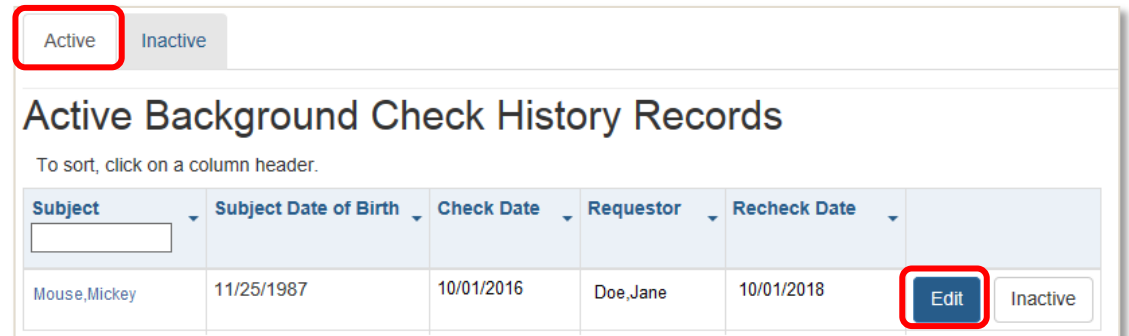 Active Inactive
Active Background Check History Records
To sort, click on a column header.
Subject Subject Date of Birth Check Date Requestor Recheck Date
Mouse,Mickey 11/25/1987 10/01/2016 Doe,Jane 10/01/2018 Edit Inactive